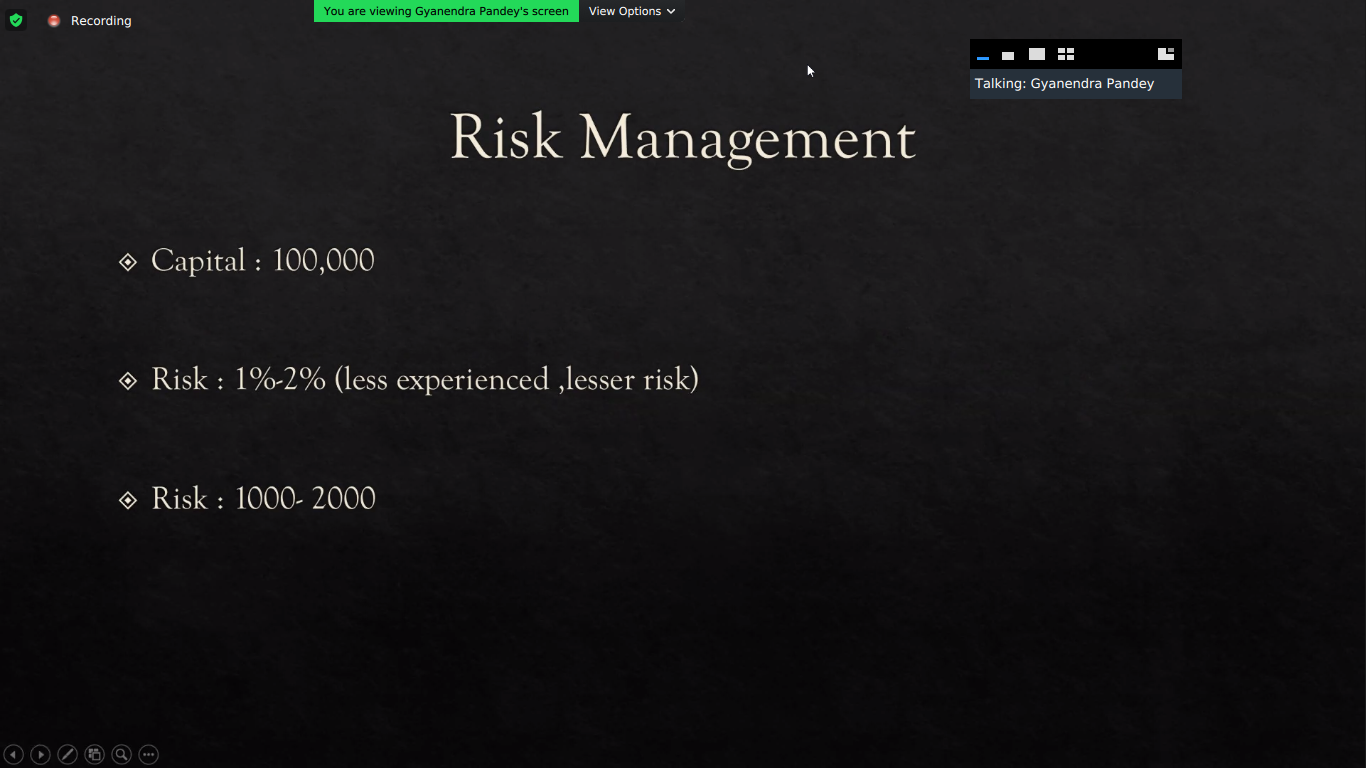 Recording
You are viewing Gyanendra Pandey's screen
View Options
Talking: Gyanendra Pandey
Risk Management
Capital : 100,000
Risk : 1%-2% (less experienced ,lesser risk)
Risk : 1000- 2000